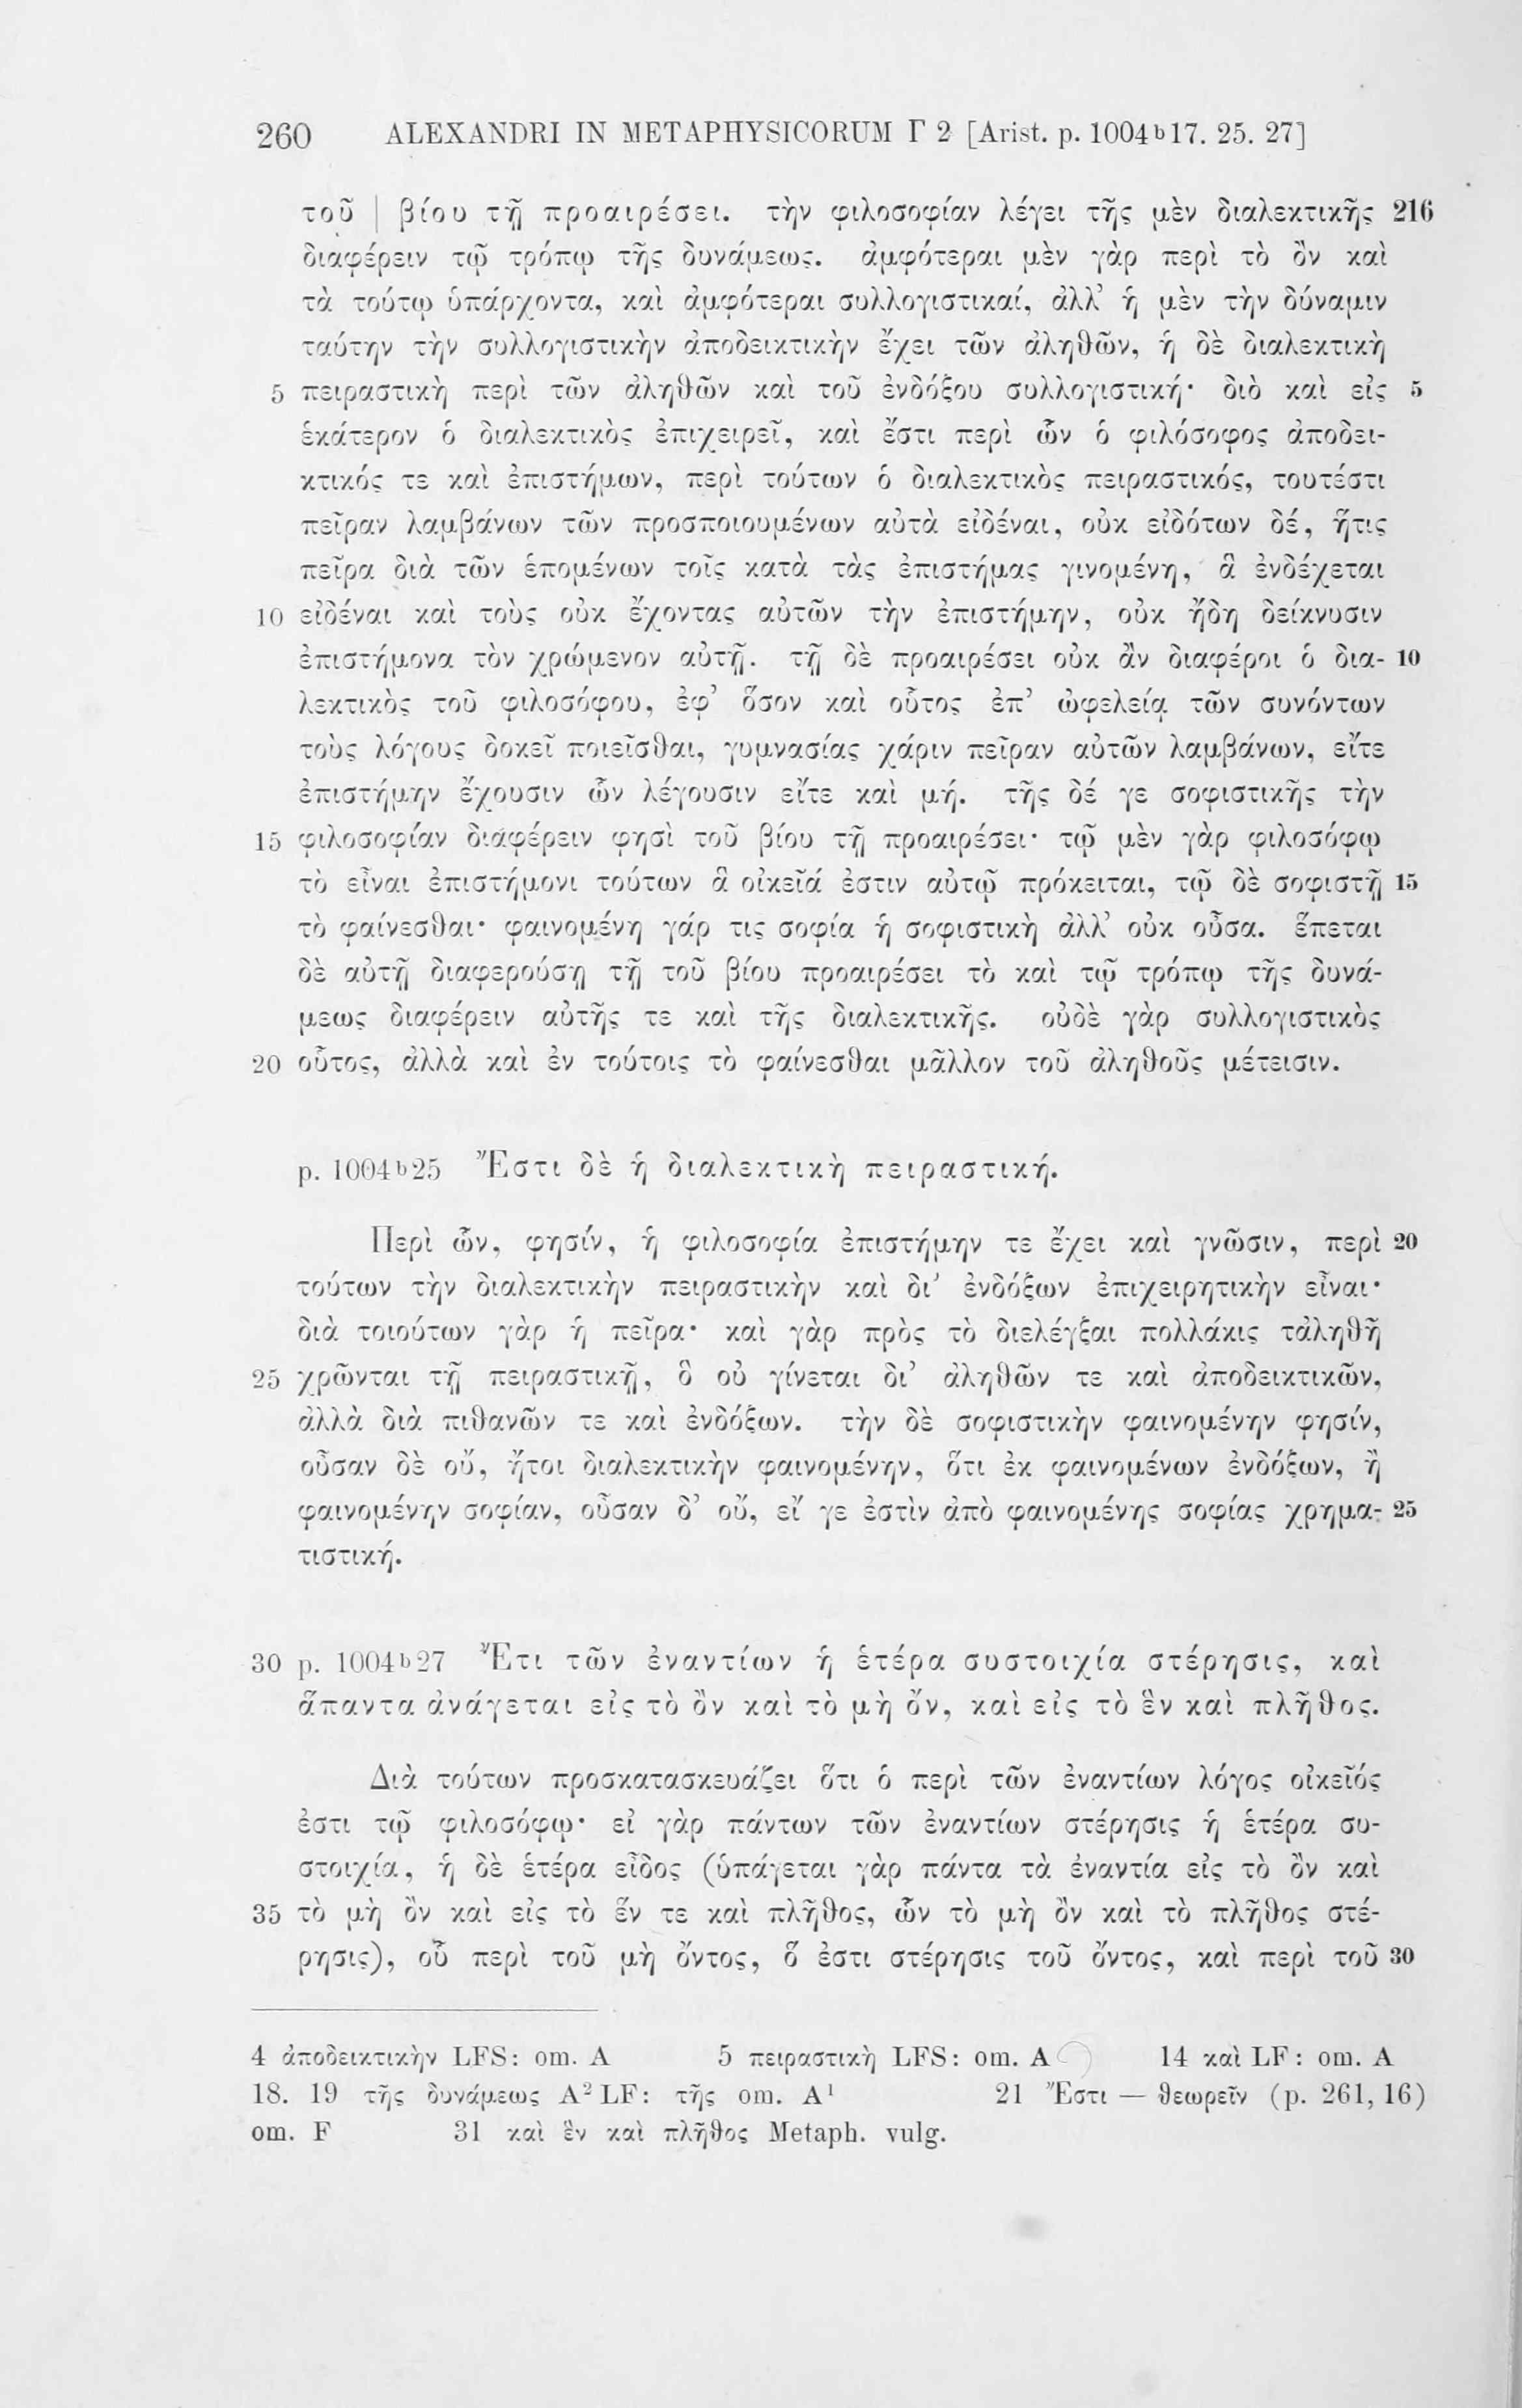 260 ALEXANDRI IN METAPHYSICORUM Γ 2 [Arist. p. 1004ᵇ17. 25. 27]
τοῦ | βίου τῇ προαιρέσει. τὴν φιλοσοφίαν λέγει τῆς μὲν διαλεκτικῆς 216
διαφέρειν τῷ τρόπῳ τῆς δυνάμεως. ἀμφότεραι μὲν γὰρ περὶ τὸ ὂν καὶ
τὰ τούτῳ ὑπάρχοντα, καὶ ἀμφότεραι συλλογιστικαί, ἀλλ’ ἡ μὲν τὴν δύναμιν
ταύτην τὴν συλλογιστικὴν ἀποδεικτικὴν ἔχει τῶν ἀληθῶν, ἡ δὲ διαλεκτικὴ
5 πειραστικὴ περὶ τῶν ἀληθῶν καὶ τοῦ ἐνδόξου συλλογιστική· διὸ καὶ εἰς 5
ἑκάτερον ὁ διαλεκτικὸς ἐπιχειρεῖ, καὶ ἔστι περὶ ὧν ὁ φιλόσοφος ἀποδει-
κτικός τε καὶ ἐπιστήμων, περὶ τούτων ὁ διαλεκτικὸς πειραστικός, τουτέστι
πεῖραν λαμβάνων τῶν προσποιουμένων αὐτὰ εἰδέναι, οὐκ εἰδότων δέ, ἥτις
πεῖρα διὰ τῶν ἑπομένων τοῖς κατὰ τὰς ἐπιστήμας γινομένη, ἃ ἐνδέχεται
10 εἰδέναι καὶ τοὺς οὐκ ἔχοντας αὐτῶν τὴν ἐπιστήμην, οὐκ ἤδη δείκνυσιν
ἐπιστήμονα τὸν χρώμενον αὐτῇ. τῇ δὲ προαιρέσει οὐκ ἂν διαφέροι ὁ δια- 10
λεκτικὸς τοῦ φιλοσόφου, ἐφ’ ὅσον καὶ οὗτος ἐπ’ ὠφελείᾳ τῶν συνόντων
τοὺς λόγους δοκεῖ ποιεῖσθαι, γυμνασίας χάριν πεῖραν αὐτῶν λαμβάνων, εἴτε
ἐπιστήμην ἔχουσιν ὧν λέγουσιν εἴτε καὶ μή. τῆς δέ γε σοφιστικῆς τὴν
15 φιλοσοφίαν διαφέρειν φησὶ τοῦ βίου τῇ προαιρέσει· τῷ μὲν γὰρ φιλοσόφῳ
τὸ εἶναι ἐπιστήμονι τούτων ἃ οἰκεῖά ἐστιν αὐτῷ πρόκειται, τῷ δὲ σοφιστῇ 15
τὸ φαίνεσθαι· φαινομένη γάρ τις σοφία ἡ σοφιστικὴ ἀλλ’ οὐκ οὖσα. ἕπεται
δὲ αὐτῇ διαφερούσῃ τῇ τοῦ βίου προαιρέσει τὸ καὶ τῷ τρόπῳ τῆς δυνά-
μεως διαφέρειν αὐτῆς τε καὶ τῆς διαλεκτικῆς. οὐδὲ γὰρ συλλογιστικὸς
20 οὗτος, ἀλλὰ καὶ ἐν τούτοις τὸ φαίνεσθαι μᾶλλον τοῦ ἀληθοῦς μέτεισιν.
p. 1004ᵇ25 Ἔστι δὲ ἡ διαλεκτικὴ πειραστική.
Περὶ ὧν, φησίν, ἡ φιλοσοφία ἐπιστήμην τε ἔχει καὶ γνῶσιν, περὶ 20
τούτων τὴν διαλεκτικὴν πειραστικὴν καὶ δι’ ἐνδόξων ἐπιχειρητικὴν εἶναι·
διὰ τοιούτων γὰρ ἡ πεῖρα· καὶ γὰρ πρὸς τὸ διελέγξαι πολλάκις τἀληθῆ
25 χρῶνται τῇ πειραστικῇ, ὃ οὐ γίνεται δι’ ἀληθῶν τε καὶ ἀποδεικτικῶν,
ἀλλὰ διὰ πιθανῶν τε καὶ ἐνδόξων. τὴν δὲ σοφιστικὴν φαινομένην φησίν,
οὖσαν δὲ οὔ, ἤτοι διαλεκτικὴν φαινομένην, ὅτι ἐκ φαινομένων ἐνδόξων, ἢ
φαινομένην σοφίαν, οὖσαν δ’ οὔ, εἴ γε ἐστὶν ἀπὸ φαινομένης σοφίας χρημα- 25
τιστική.
30 p. 1004ᵇ27 Ἔτι τῶν ἐναντίων ἡ ἑτέρα συστοιχία στέρησις, καὶ
ἅπαντα ἀνάγεται εἰς τὸ ὂν καὶ τὸ μὴ ὄν, καὶ εἰς τὸ ἓν καὶ πλῆθος.
Διὰ τούτων προσκατασκευάζει ὅτι ὁ περὶ τῶν ἐναντίων λόγος οἰκεῖός
ἐστι τῷ φιλοσόφῳ· εἰ γὰρ πάντων τῶν ἐναντίων στέρησις ἡ ἑτέρα συ-
στοιχία, ἡ δὲ ἑτέρα εἶδος (ὑπάγεται γὰρ πάντα τὰ ἐναντία εἰς τὸ ὂν καὶ
35 τὸ μὴ ὂν καὶ εἰς τὸ ἕν τε καὶ πλῆθος, ὧν τὸ μὴ ὂν καὶ τὸ πλῆθος στέ-
ρησις), οὗ περὶ τοῦ μὴ ὄντος, ὅ ἐστι στέρησις τοῦ ὄντος, καὶ περὶ τοῦ 30
4 ἀποδεικτικὴν LFS: om. A 5 πειραστικὴ LFS: om. A 14 καὶ LF: om. A
18. 19 τῆς δυνάμεως A² LF: τῆς om. A¹ 21 Ἔστι — θεωρεῖν (p. 261, 16)
om. F 31 καὶ ἓν καὶ πλῆθος Metaph. vulg.